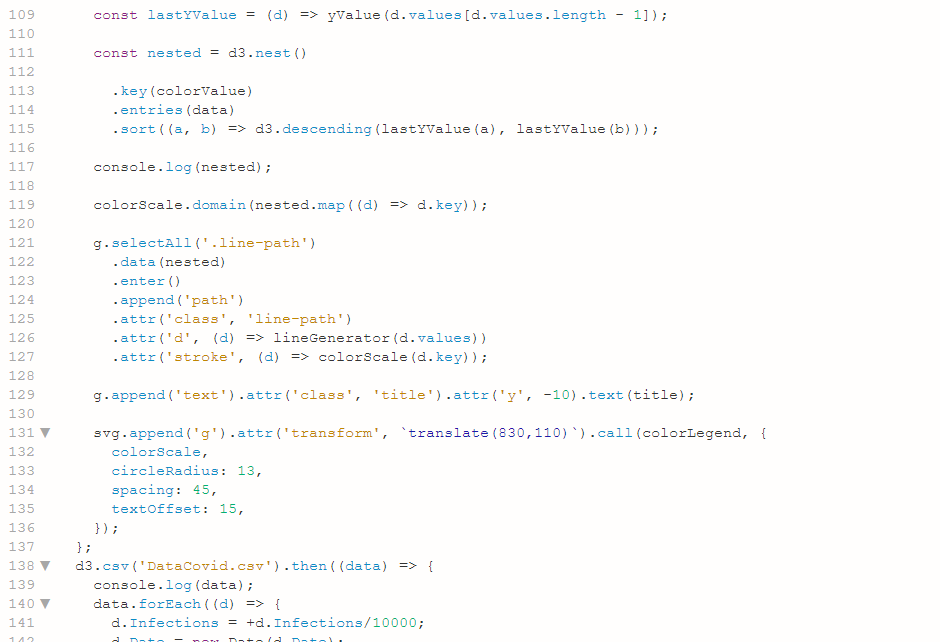 109 const lastYValue = (d) => yValue(d.values[d.values.length - 1]);
110
111 const nested = d3.nest()
112
113 .key(colorValue)
114 .entries(data)
115 .sort((a, b) => d3.descending(lastYValue(a), lastYValue(b)));
116
117 console.log(nested);
118
119 colorScale.domain(nested.map((d) => d.key));
120
121 g.selectAll('.line-path')
122 .data(nested)
123 .enter()
124 .append('path')
125 .attr('class', 'line-path')
126 .attr('d', (d) => lineGenerator(d.values))
127 .attr('stroke', (d) => colorScale(d.key));
128
129 g.append('text').attr('class', 'title').attr('y', -10).text(title);
130
131 ▼ svg.append('g').attr('transform', `translate(830,110)`).call(colorLegend, {
132 colorScale,
133 circleRadius: 13,
134 spacing: 45,
135 textOffset: 15,
136 });
137 };
138 ▼ d3.csv('DataCovid.csv').then((data) => {
139 console.log(data);
140 ▼ data.forEach((d) => {
141 d.Infections = +d.Infections/10000;
142 d.Date = new Date(d.Date);